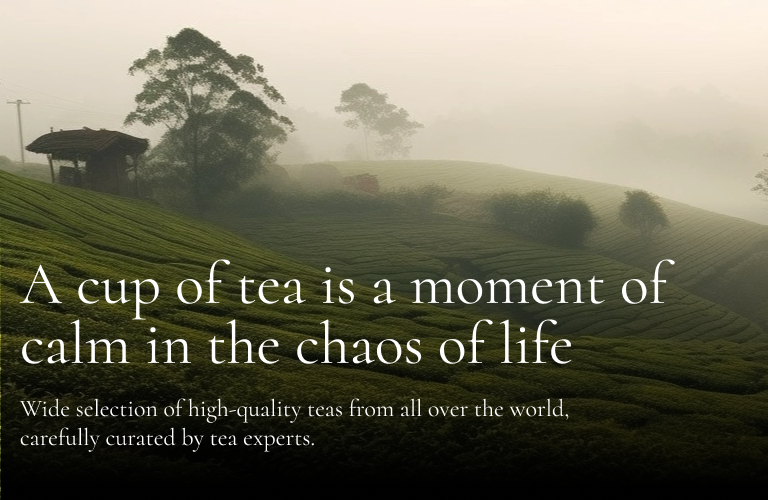 A cup of tea is a moment of
calm in the chaos of life
Wide selection of high-quality teas from all over the world,
carefully curated by tea experts.